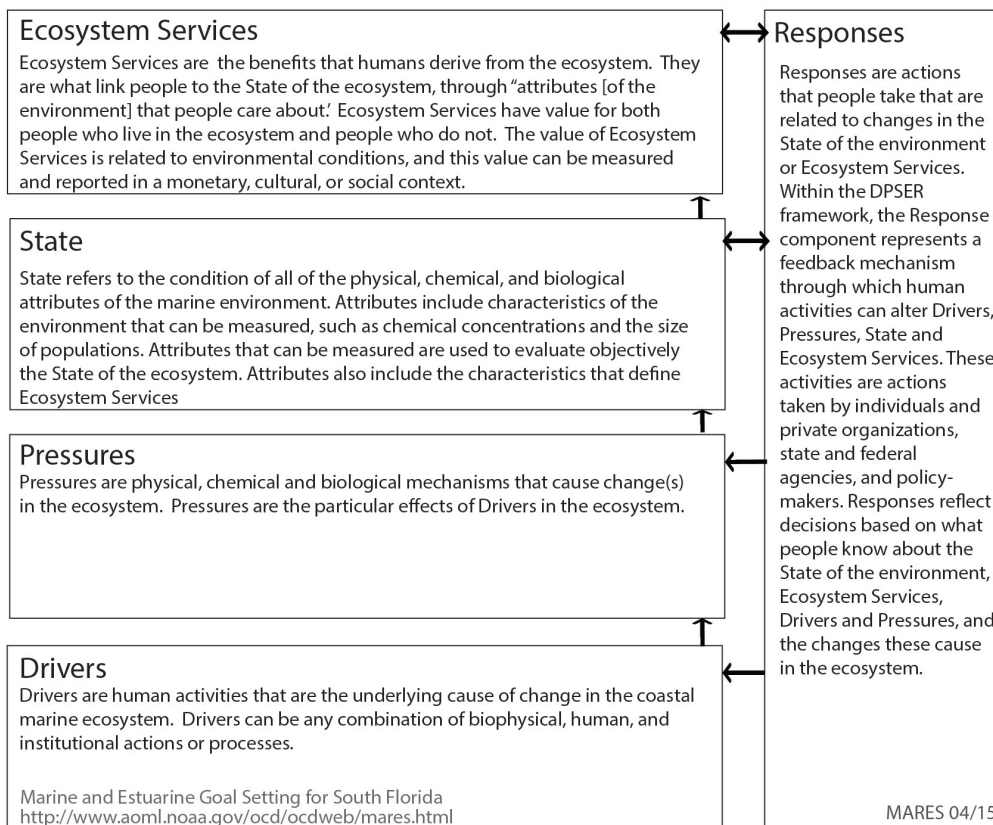 Ecosystem Services
Ecosystem Services are the benefits that humans derive from the ecosystem. They
are what link people to the State of the ecosystem, through “attributes [of the
environment] that people care about.’ Ecosystem Services have value for both
people who live in the ecosystem and people who do not. The value of Ecosystem
Services is related to environmental conditions, and this value can be measured
and reported in a monetary, cultural, or social context.
State
State refers to the condition of all of the physical, chemical, and biological
attributes of the marine environment. Attributes include characteristics of the
environment that can be measured, such as chemical concentrations and the size
of populations. Attributes that can be measured are used to evaluate objectively
the State of the ecosystem. Attributes also include the characteristics that define
Ecosystem Services
Pressures
Pressures are physical, chemical and biological mechanisms that cause change(s)
in the ecosystem. Pressures are the particular effects of Drivers in the ecosystem.
Drivers
Drivers are human activities that are the underlying cause of change in the coastal
marine ecosystem. Drivers can be any combination of biophysical, human, and
institutional actions or processes.
Marine and Estuarine Goal Setting for South Florida
http://www.aoml.noaa.gov/ocd/ocdweb/mares.html
Responses
Responses are actions
that people take that are
related to changes in the
State of the environment
or Ecosystem Services.
Within the DPSER
framework, the Response
component represents a
feedback mechanism
through which human
activities can alter Drivers,
Pressures, State and
Ecosystem Services. These
activities are actions
taken by individuals and
private organizations,
state and federal
agencies, and policy-
makers. Responses reflect
decisions based on what
people know about the
State of the environment,
Ecosystem Services,
Drivers and Pressures, and
the changes these cause
in the ecosystem.
MARES 04/15